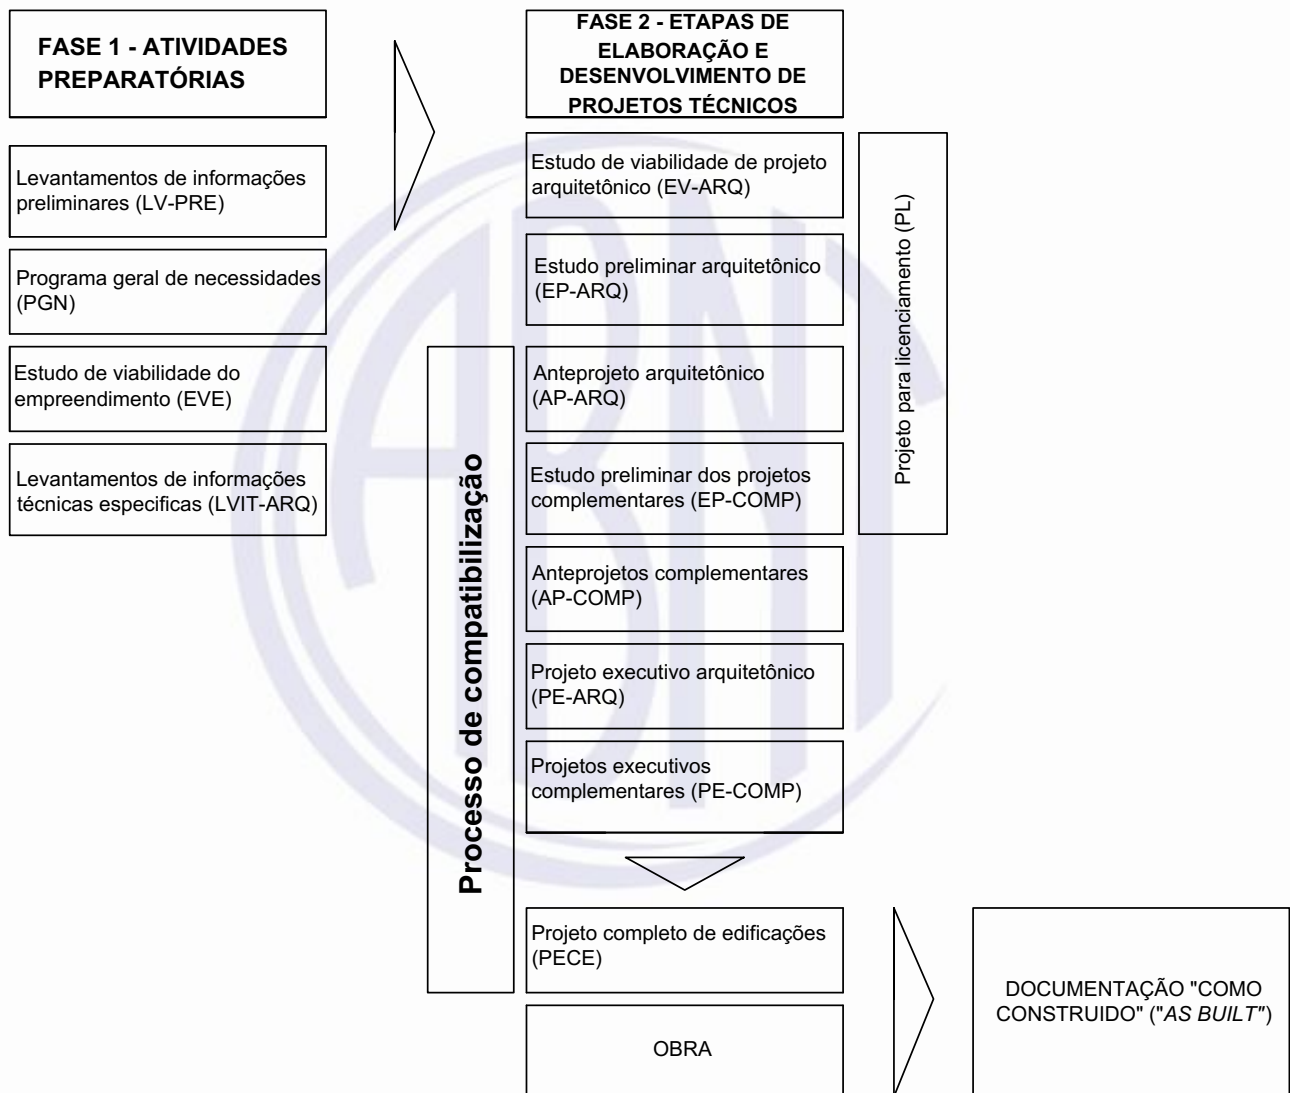 FASE 1 - ATIVIDADES
PREPARATÓRIAS
Levantamentos de informações
preliminares (LV-PRE)
Programa geral de necessidades
(PGN)
Estudo de viabilidade do
empreendimento (EVE)
Levantamentos de informações
técnicas especificas (LVIT-ARQ)
Processo de compatibilização
FASE 2 - ETAPAS DE
ELABORAÇÃO E
DESENVOLVIMENTO DE
PROJETOS TÉCNICOS
Estudo de viabilidade de projeto
arquitetônico (EV-ARQ)
Estudo preliminar arquitetônico
(EP-ARQ)
Anteprojeto arquitetônico
(AP-ARQ)
Estudo preliminar dos projetos
complementares (EP-COMP)
Anteprojetos complementares
(AP-COMP)
Projeto executivo arquitetônico
(PE-ARQ)
Projetos executivos
complementares (PE-COMP)
Projeto completo de edificações
(PECE)
OBRA
Projeto para licenciamento (PL)
DOCUMENTAÇÃO "COMO
CONSTRUIDO" ("AS BUILT")
ABNT